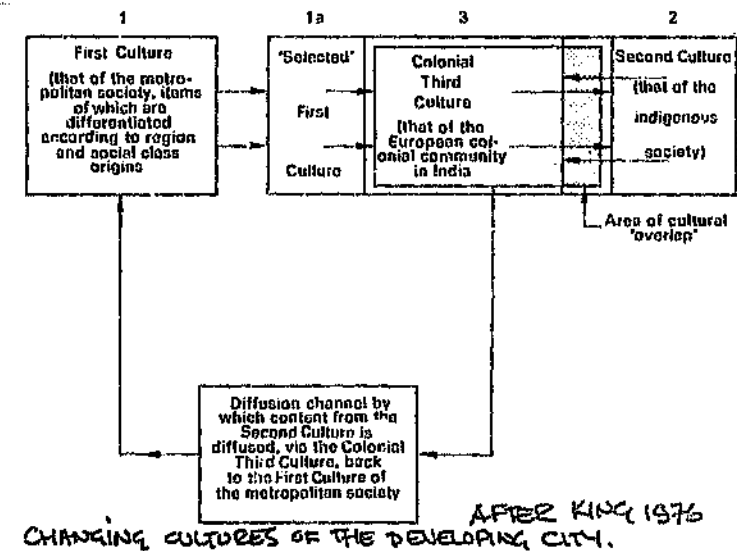 1
First Culture
(that of the metro-
politan society, items
of which are
differentiated
according to region
and social class
origins
1a
"Selected"
First
Culture
3
Colonial
Third
Culture
(that of the
European col-
onial community
in India
2
Second Culture
(that of the
indigenous
society)
Area of cultural
"overlap"
Diffusion channel by
which content from the
Second Culture is
diffused, via the Colonial
Third Culture, back
to the First Culture of
the metropolitan society
AFTER KING 1976
CHANGING CULTURES OF THE DEVELOPING CITY.